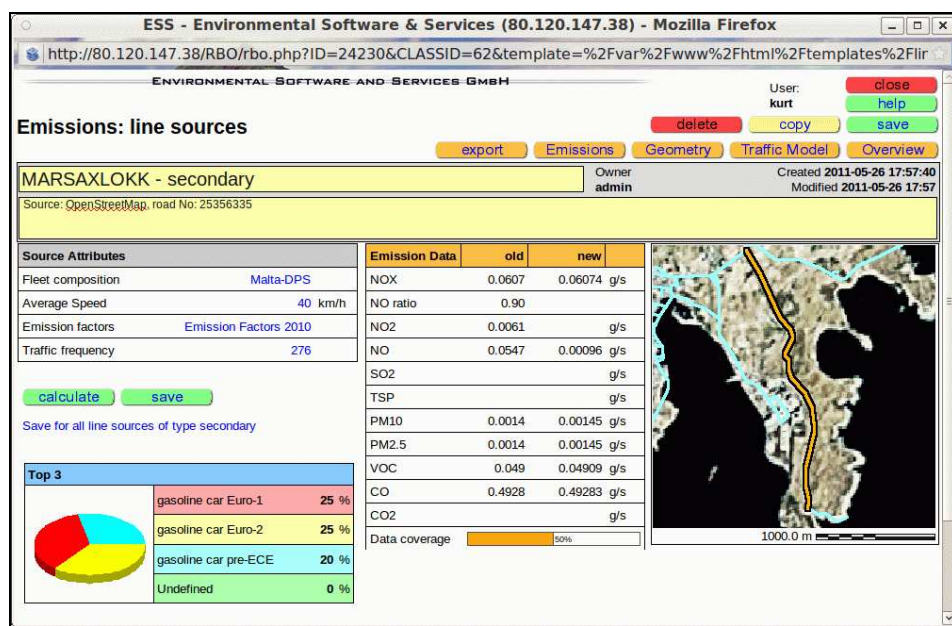 ESS - Environmental Software & Services (80.120.147.38) - Mozilla Firefox
http://80.120.147.38/RBO/rbo.php?ID=24230&CLASSID=62&template=%2Fvar%2Fwww%2Fhtml%2Ftemplates%2Flir
ENVIRONMENTAL SOFTWARE AND SERVICES GMBH
User: kurt
close
help
Emissions: line sources
delete copy save
export Emissions Geometry Traffic Model Overview
MARSAXLOKK - secondary
Owner admin
Created 2011-05-26 17:57:40
Modified 2011-05-26 17:57
Source: OpenStreetMap, road No: 25356335
Source Attributes
Fleet composition Malta-DPS
Average Speed 40 km/h
Emission factors Emission Factors 2010
Traffic frequency 276
calculate save
Save for all line sources of type secondary
Top 3
gasoline car Euro-1 25 %
gasoline car Euro-2 25 %
gasoline car pre-ECE 20 %
Undefined 0 %
Emission Data old new
NOX 0.0607 0.06074 g/s
NO ratio 0.90
NO2 0.0061 g/s
NO 0.0547 0.00096 g/s
SO2 g/s
TSP g/s
PM10 0.0014 0.00145 g/s
PM2.5 0.0014 0.00145 g/s
VOC 0.049 0.04909 g/s
CO 0.4928 0.49283 g/s
CO2 g/s
Data coverage 50%
1000.0 m